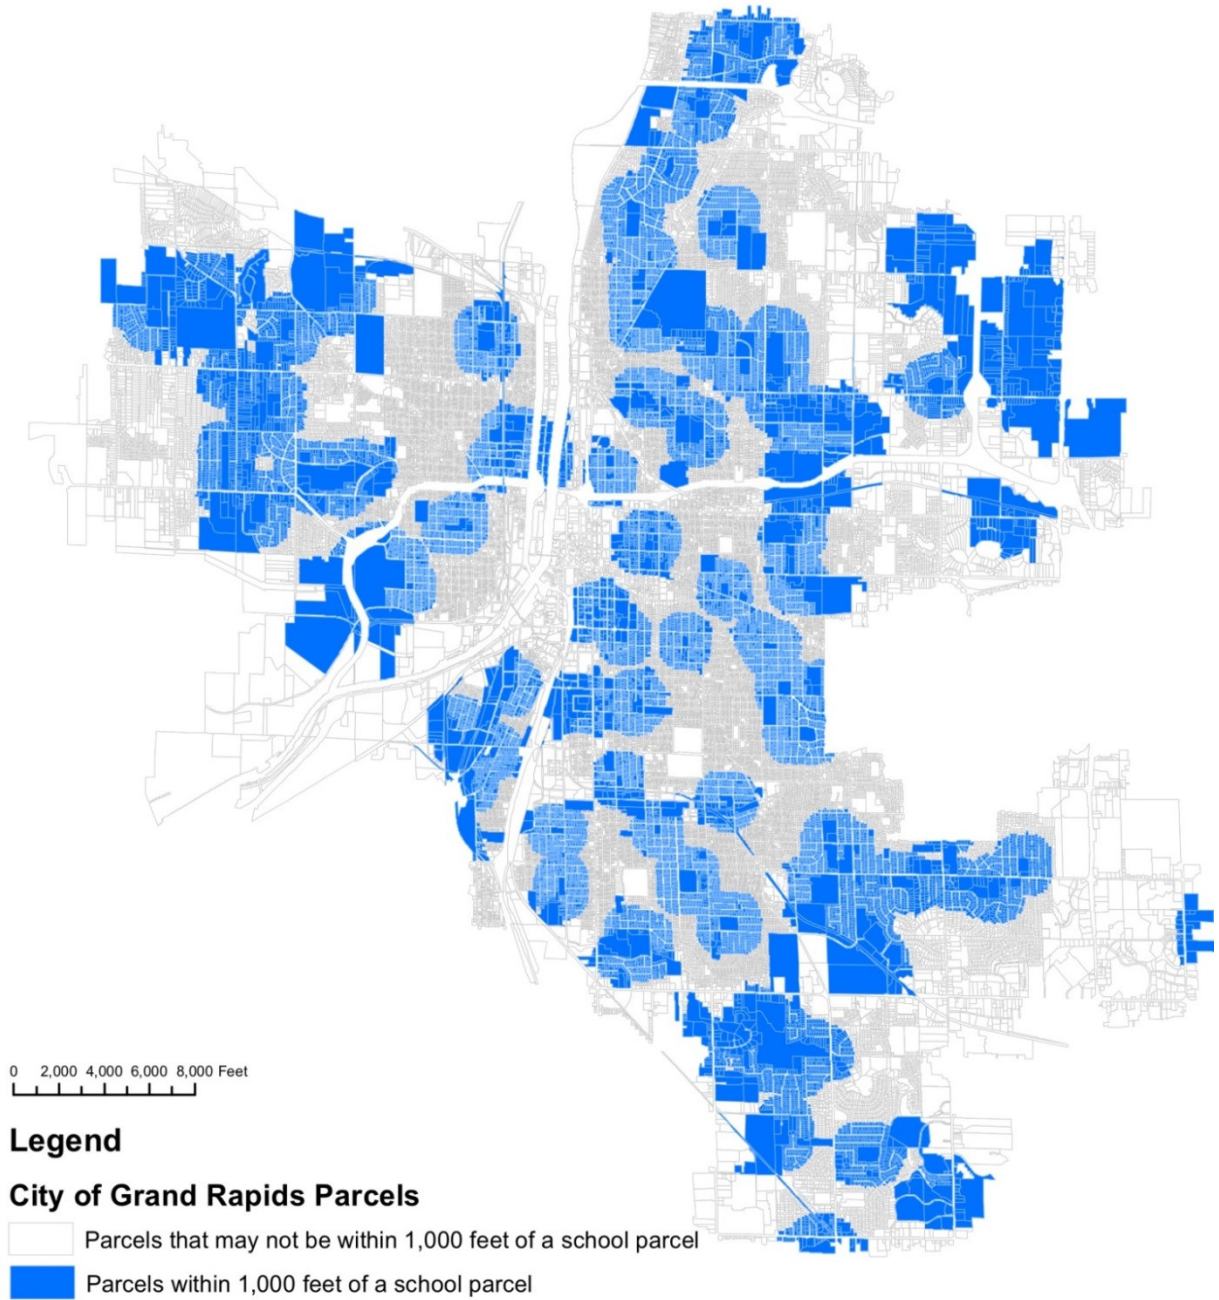 0 2,000 4,000 6,000 8,000 Feet
Legend
City of Grand Rapids Parcels
Parcels that may not be within 1,000 feet of a school parcel
Parcels within 1,000 feet of a school parcel